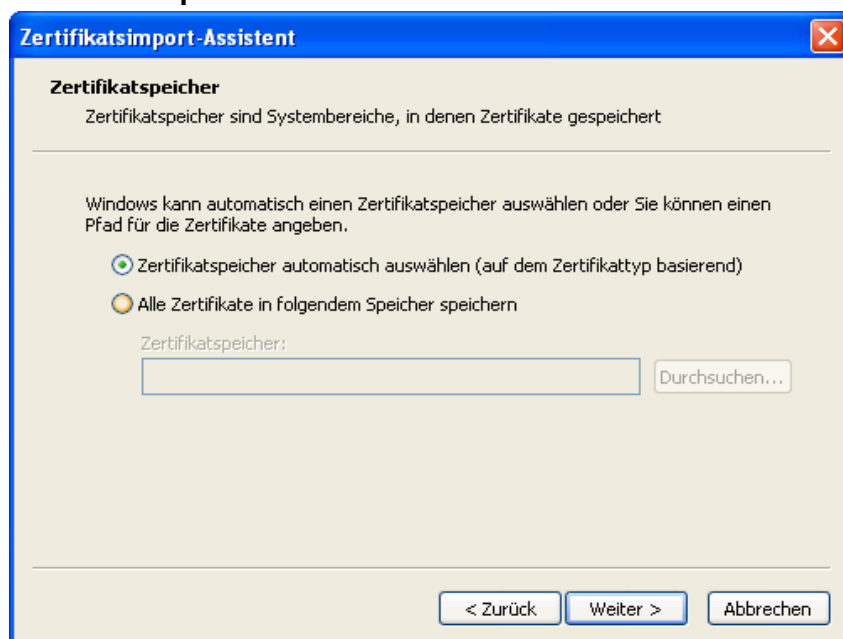 Zertifikatsimport-Assistent
Zertifikatspeicher
Zertifikatspeicher sind Systembereiche, in denen Zertifikate gespeichert
Windows kann automatisch einen Zertifikatspeicher auswählen oder Sie können einen
Pfad für die Zertifikate angeben.
Zertifikatspeicher automatisch auswählen (auf dem Zertifikattyp basierend)
Alle Zertifikate in folgendem Speicher speichern
Zertifikatspeicher:
Durchsuchen...
< Zurück Weiter > Abbrechen